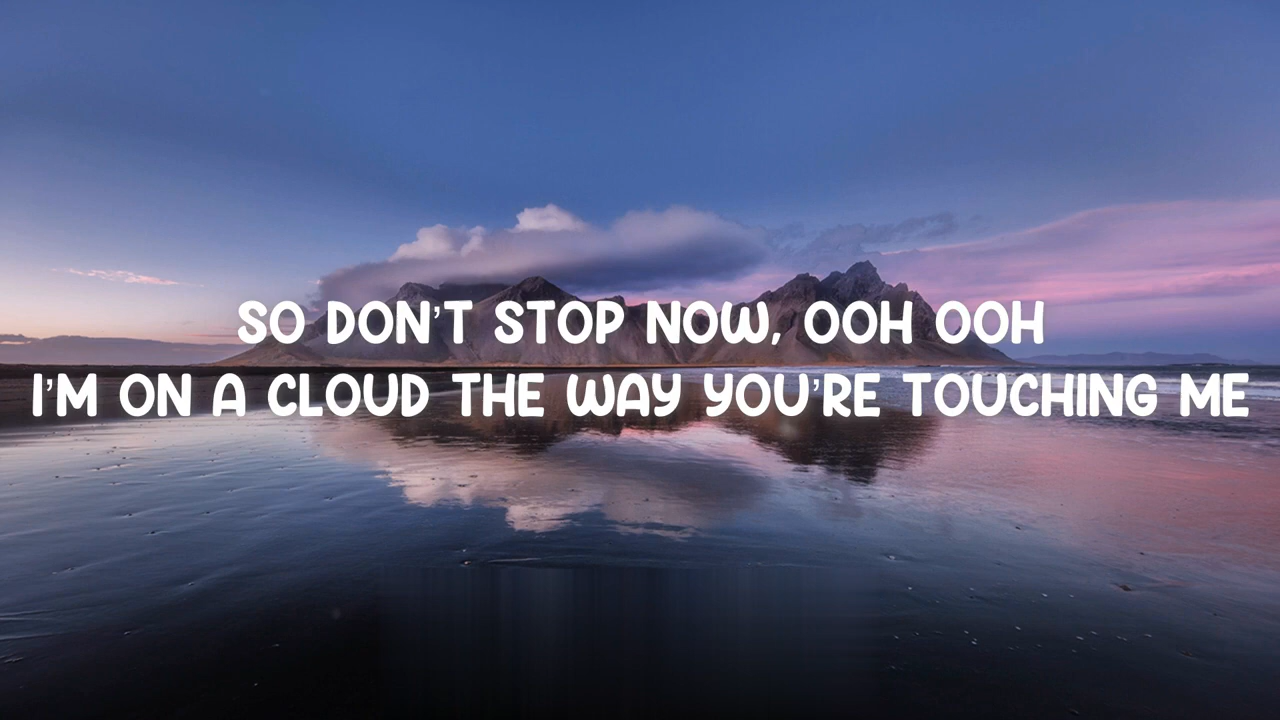 SO DON'T STOP NOW, OOH OOH
I'M ON A CLOUD THE WAY YOU'RE TOUCHING ME